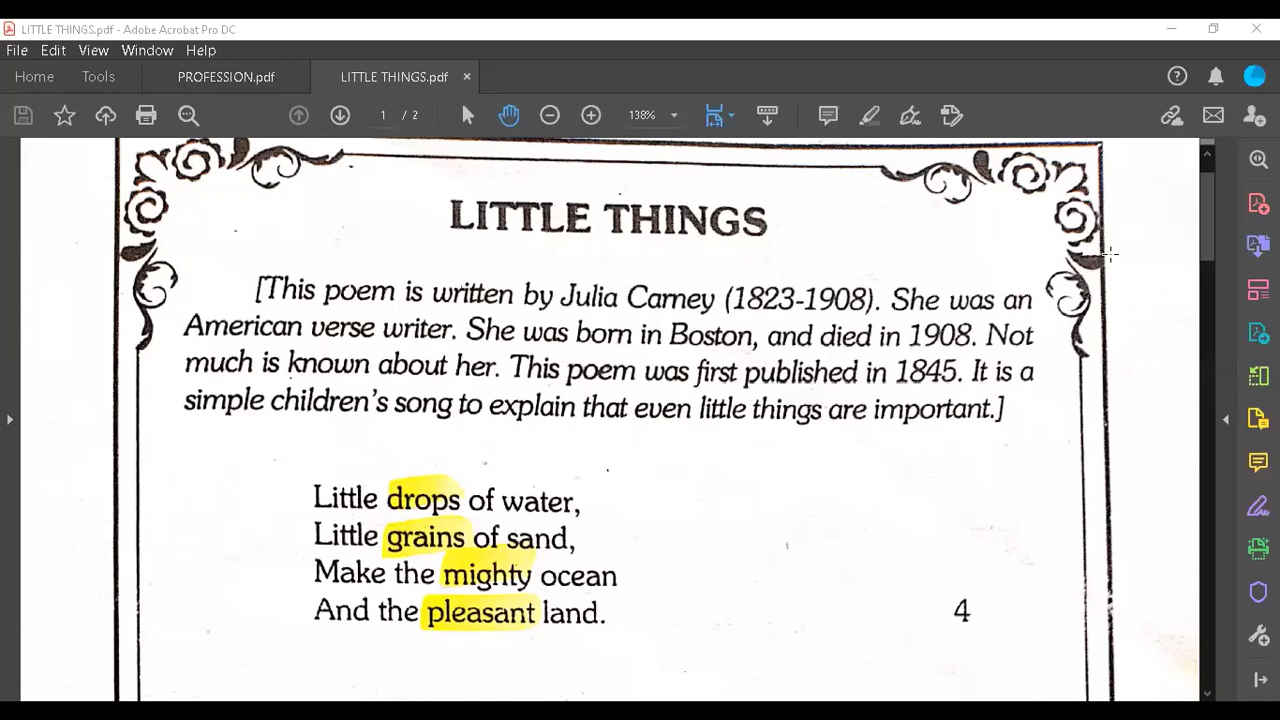 LITTLE THINGS.pdf - Adobe Acrobat Pro DC
File Edit View Window Help
Home Tools PROFESSION.pdf LITTLE THINGS.pdf ×
1 / 2 138%
LITTLE THINGS
[This poem is written by Julia Carney (1823-1908). She was an
American verse writer. She was born in Boston, and died in 1908. Not
much is known about her. This poem was first published in 1845. It is a
simple children's song to explain that even little things are important.]
Little drops of water,
Little grains of sand,
Make the mighty ocean
And the pleasant land.
4